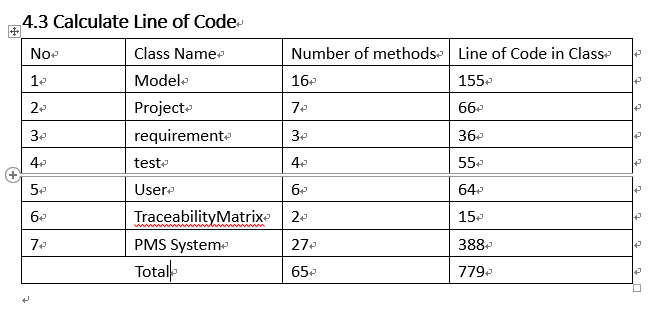 4.3 Calculate Line of Code
No Class Name Number of methods Line of Code in Class
1 Model 16 155
2 Project 7 66
3 requirement 3 36
4 test 4 55
5 User 6 64
6 TraceabilityMatrix 2 15
7 PMS System 27 388
Total 65 779